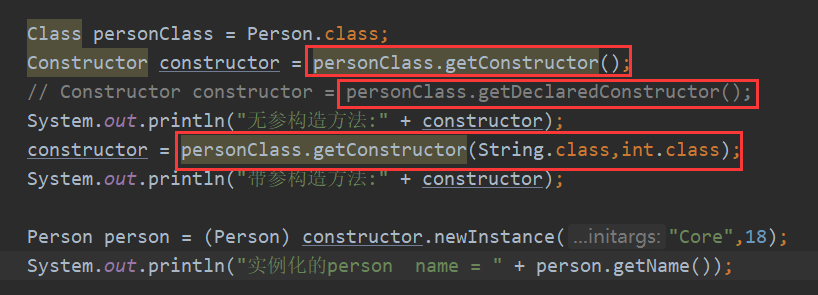 Class personClass = Person.class;
Constructor constructor = personClass.getConstructor();
// Constructor constructor = personClass.getDeclaredConstructor();
System.out.println("无参构造方法:" + constructor);
constructor = personClass.getConstructor(String.class,int.class);
System.out.println("带参构造方法:" + constructor);
Person person = (Person) constructor.newInstance( ...initargs: "Core",18);
System.out.println("实例化的person  name = " + person.getName());